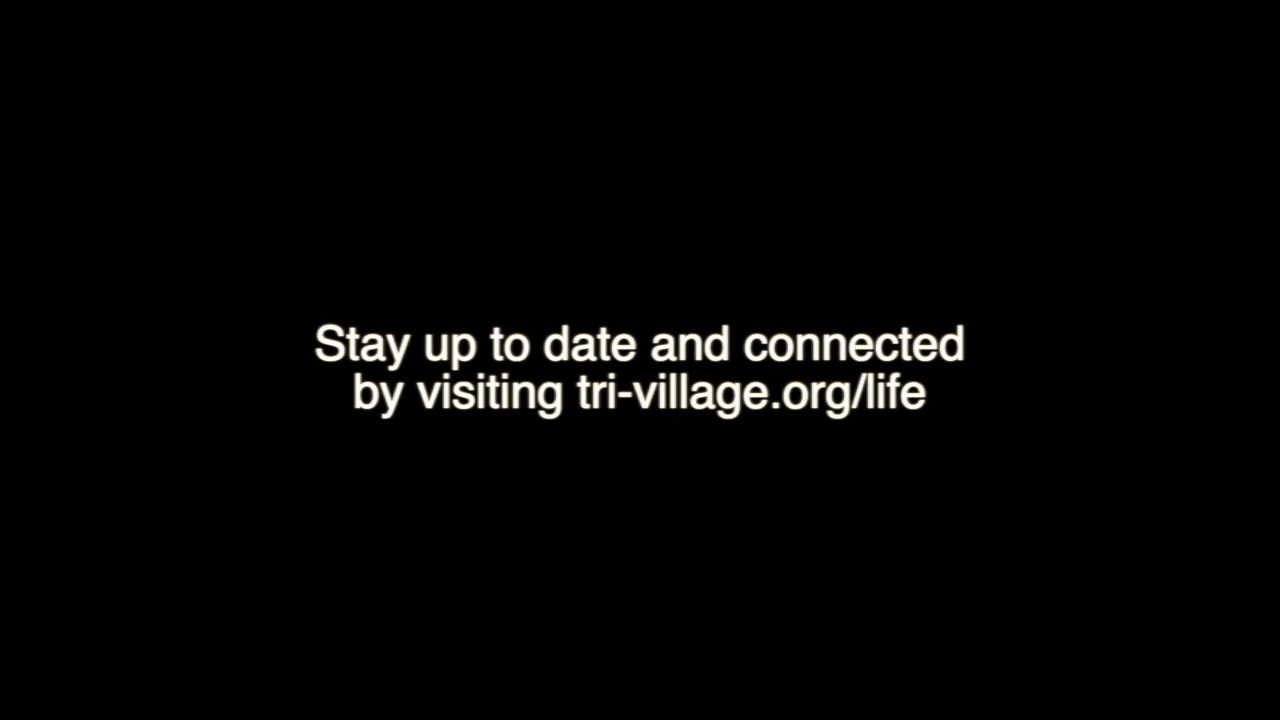 Stay up to date and connected
by visiting tri-village.org/life